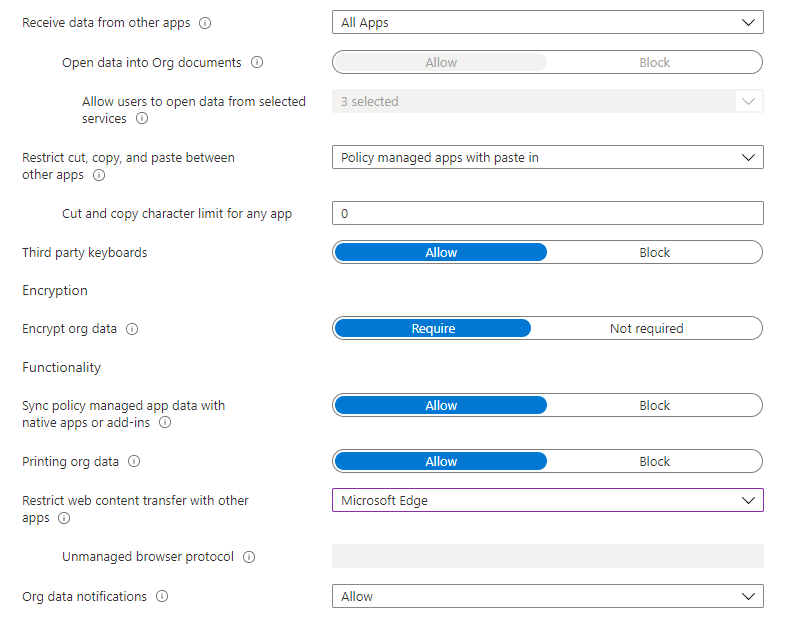 Receive data from other apps
All Apps
Open data into Org documents
Allow
Block
Allow users to open data from selected
services
3 selected
Restrict cut, copy, and paste between
other apps
Policy managed apps with paste in
Cut and copy character limit for any app
0
Third party keyboards
Allow
Block
Encryption
Encrypt org data
Require
Not required
Functionality
Sync policy managed app data with
native apps or add-ins
Allow
Block
Printing org data
Allow
Block
Restrict web content transfer with other
apps
Microsoft Edge
Unmanaged browser protocol
Org data notifications
Allow